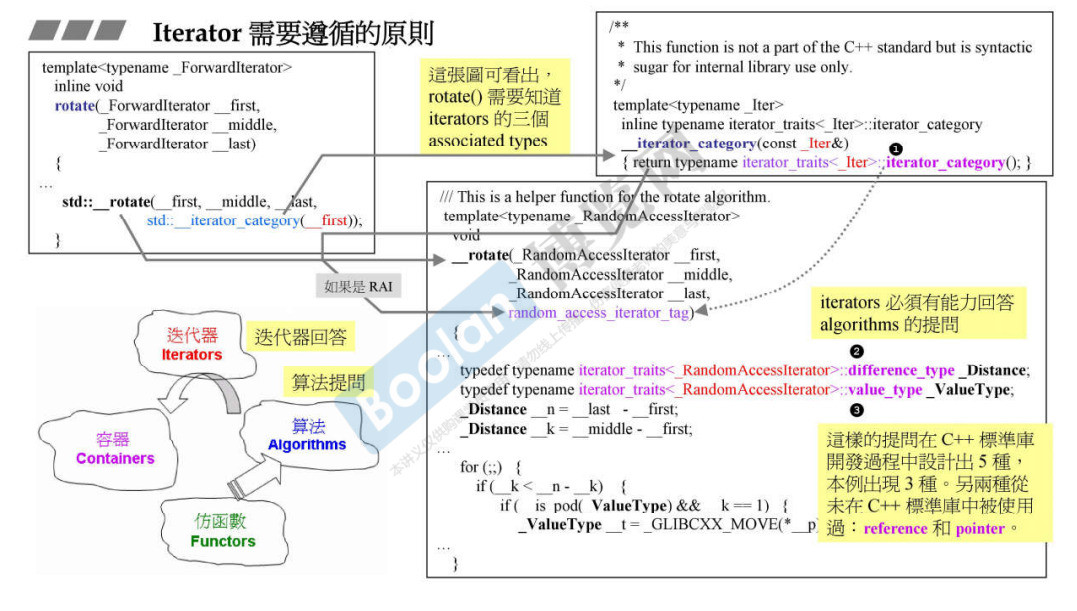 Iterator 需要遵循的原則
template<typename _ForwardIterator>
inline void
rotate(_ForwardIterator __first,
_ForwardIterator __middle,
_ForwardIterator __last)
{
…
std::__rotate(__first, __middle, __last,
std::__iterator_category(__first));
}
這張圖可看出，
rotate() 需要知道
iterators 的三個
associated types
/**
* This function is not a part of the C++ standard but is syntactic
* sugar for internal library use only.
*/
template<typename _Iter>
inline typename iterator_traits<_Iter>::iterator_category
__iterator_category(const _Iter&)
❶
{ return typename iterator_traits<_Iter>::iterator_category(); }
/// This is a helper function for the rotate algorithm.
template<typename _RandomAccessIterator>
void
__rotate(_RandomAccessIterator __first,
_RandomAccessIterator __middle,
_RandomAccessIterator __last,
random_access_iterator_tag)
{
…
❷
typedef typename iterator_traits<_RandomAccessIterator>::difference_type _Distance;
typedef typename iterator_traits<_RandomAccessIterator>::value_type _ValueType;
❸
_Distance __n = __last - __first;
_Distance __k = __middle - __first;
…
for (;;) {
if (__k < __n - __k) {
if (__is_pod(_ValueType) && __k == 1) {
_ValueType __t = _GLIBCXX_MOVE(*__p)
…
}
如果是 RAI
iterators 必須有能力回答
algorithms 的提問
這樣的提問在 C++ 標準庫
開發過程中設計出 5 種，
本例出現 3 種。另兩種從
未在 C++ 標準庫中被使用
過：reference 和 pointer。
迭代器
Iterators
迭代器回答
算法提問
容器
Containers
算法
Algorithms
仿函數
Functors
Boolan 博览网